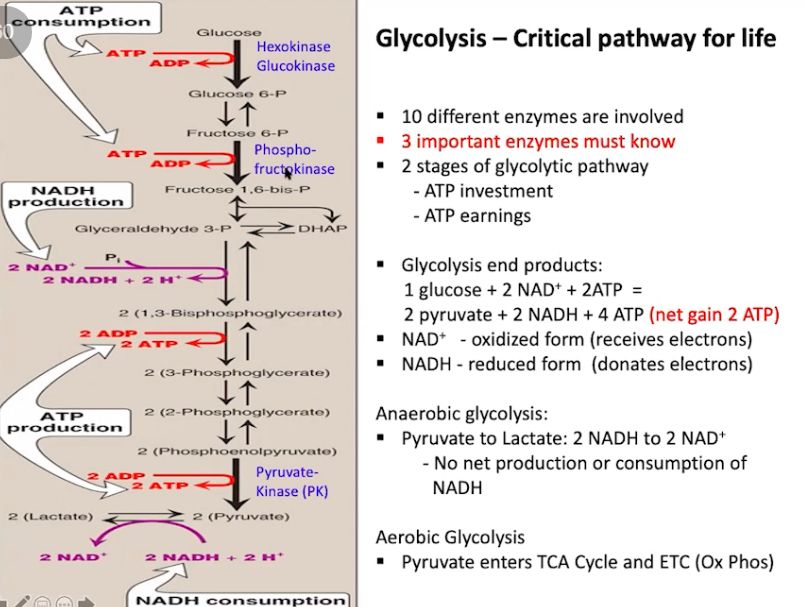 ATP
consumption
60
Glucose
ATP
ADP
Hexokinase
Glucokinase
Glucose 6-P
Fructose 6-P
ATP
ADP
Phospho-
fructokinase
Fructose 1,6-bis-P
NADH
production
Glyceraldehyde 3-P
DHAP
Pi
2 NAD⁺
2 NADH + 2 H⁺
2 (1,3-Bisphosphoglycerate)
2 ADP
2 ATP
2 (3-Phosphoglycerate)
ATP
production
2 (2-Phosphoglycerate)
2 (Phosphoenolpyruvate)
2 ADP
2 ATP
Pyruvate-
Kinase (PK)
2 (Lactate)
2 (Pyruvate)
2 NAD⁺
2 NADH + 2 H⁺
NADH consumption
Glycolysis – Critical pathway for life
▪ 10 different enzymes are involved
▪ 3 important enzymes must know
▪ 2 stages of glycolytic pathway
- ATP investment
- ATP earnings
▪ Glycolysis end products:
1 glucose + 2 NAD⁺ + 2ATP =
2 pyruvate + 2 NADH + 4 ATP (net gain 2 ATP)
▪ NAD⁺ - oxidized form (receives electrons)
▪ NADH - reduced form (donates electrons)
Anaerobic glycolysis:
▪ Pyruvate to Lactate: 2 NADH to 2 NAD⁺
- No net production or consumption of
NADH
Aerobic Glycolysis
▪ Pyruvate enters TCA Cycle and ETC (Ox Phos)